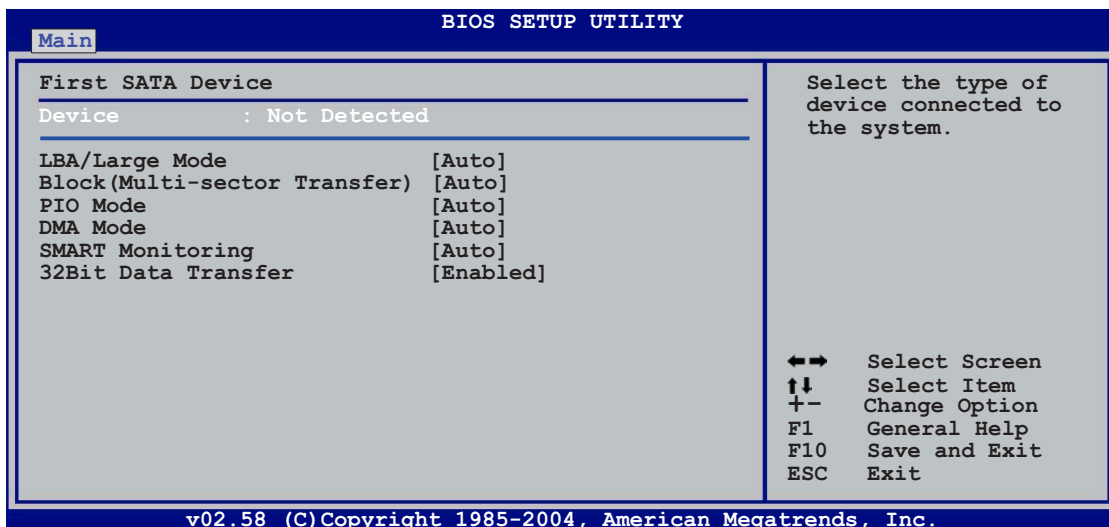 BIOS SETUP UTILITY
Main
First SATA Device
Device : Not Detected
LBA/Large Mode [Auto]
Block(Multi-sector Transfer) [Auto]
PIO Mode [Auto]
DMA Mode [Auto]
SMART Monitoring [Auto]
32Bit Data Transfer [Enabled]
Select the type of
device connected to
the system.
←→ Select Screen
↑↓ Select Item
+- Change Option
F1 General Help
F10 Save and Exit
ESC Exit
v02.58 (C)Copyright 1985-2004, American Megatrends, Inc.